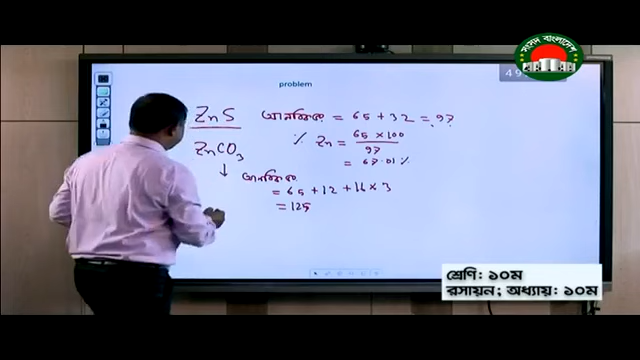 সংসদ বাংলাদেশ
problem
ZnS আনবিক ভর = 65 + 32 = 97
% Zn = 65 × 100 / 97
= 67.01 %
ZnCO3
↓ আনবিক ভর
= 65 + 12 + 16 × 3
= 125
শ্রেণি: ১০ম
রসায়ন; অধ্যায়: ১০ম